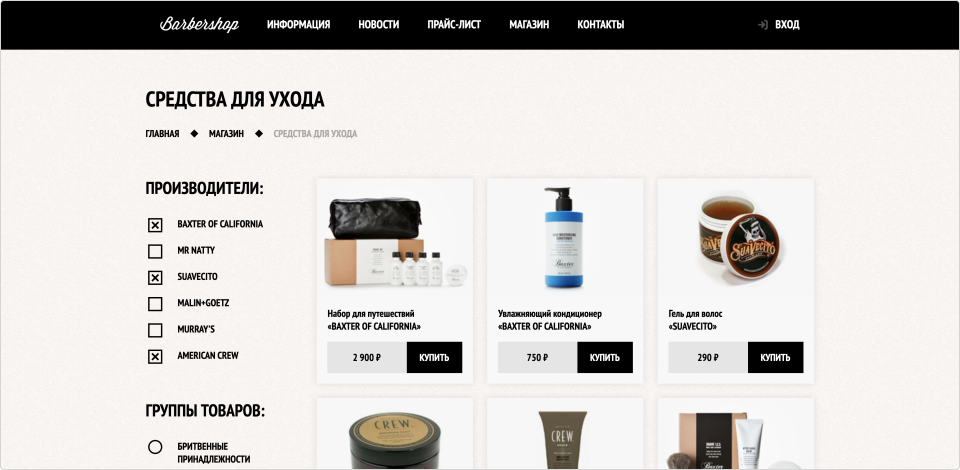 Barbershop ИНФОРМАЦИЯ НОВОСТИ ПРАЙС-ЛИСТ МАГАЗИН КОНТАКТЫ ВХОД
СРЕДСТВА ДЛЯ УХОДА
ГЛАВНАЯ МАГАЗИН СРЕДСТВА ДЛЯ УХОДА
ПРОИЗВОДИТЕЛИ:
BAXTER OF CALIFORNIA
MR NATTY
SUAVECITO
MALIN+GOETZ
MURRAY'S
AMERICAN CREW
ГРУППЫ ТОВАРОВ:
БРИТВЕННЫЕ
ПРИНАДЛЕЖНОСТИ
Набор для путешествий
«BAXTER OF CALIFORNIA»
2 900 ₽ КУПИТЬ
Baxter
Увлажняющий кондиционер
«BAXTER OF CALIFORNIA»
750 ₽ КУПИТЬ
SUAVECITO
Гель для волос
«SUAVECITO»
290 ₽ КУПИТЬ
CREW
CREW